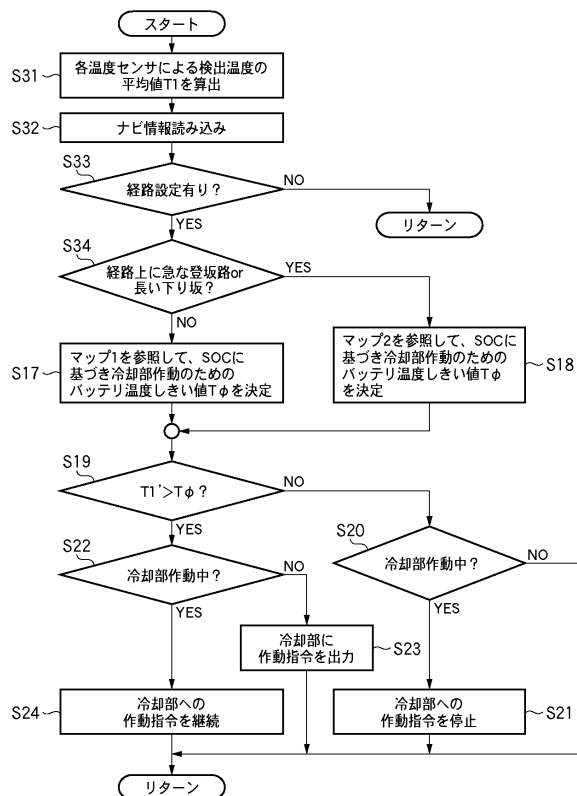 スタート
S31
各温度センサによる検出温度の
平均値T1を算出
S32
ナビ情報読み込み
S33
経路設定有り？
NO
リターン
YES
S34
経路上に急な登坂路or
長い下り坂？
YES
NO
S17
マップ1を参照して、SOCに
基づき冷却部作動のための
バッテリ温度しきい値Tφを決定
マップ2を参照して、SOCに
基づき冷却部作動のための
バッテリ温度しきい値Tφ
を決定
S18
S19
T1'>Tφ？
NO
YES
S22
冷却部作動中？
NO
YES
S20
冷却部作動中？
NO
YES
冷却部に
作動指令を出力
S23
S24
冷却部への
作動指令を継続
冷却部への
作動指令を停止
S21
リターン